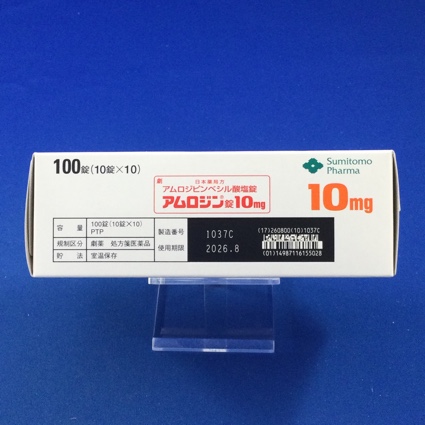 100錠(10錠×10)
Sumitomo
Pharma
劇 日本薬局方
アムロジピンベシル酸塩錠
アムロジン®錠10mg
10mg
容量 100錠(10錠×10)
PTP
規制区分 劇薬 処方箋医薬品
貯法 室温保存
製造番号 1037C
使用期限 2026.8
(17)260800(10)1037C
(01)14987116155028